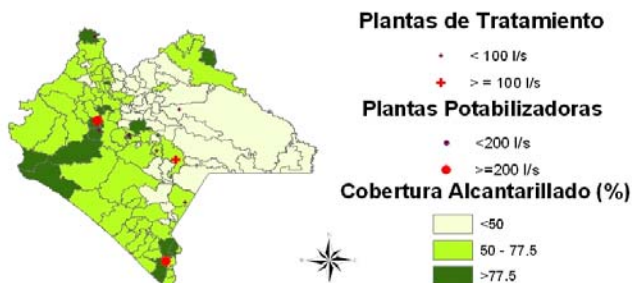 Plantas de Tratamiento
< 100 l/s
> = 100 l/s
Plantas Potabilizadoras
<200 l/s
>=200 l/s
Cobertura Alcantarillado (%)
<50
50 - 77.5
>77.5